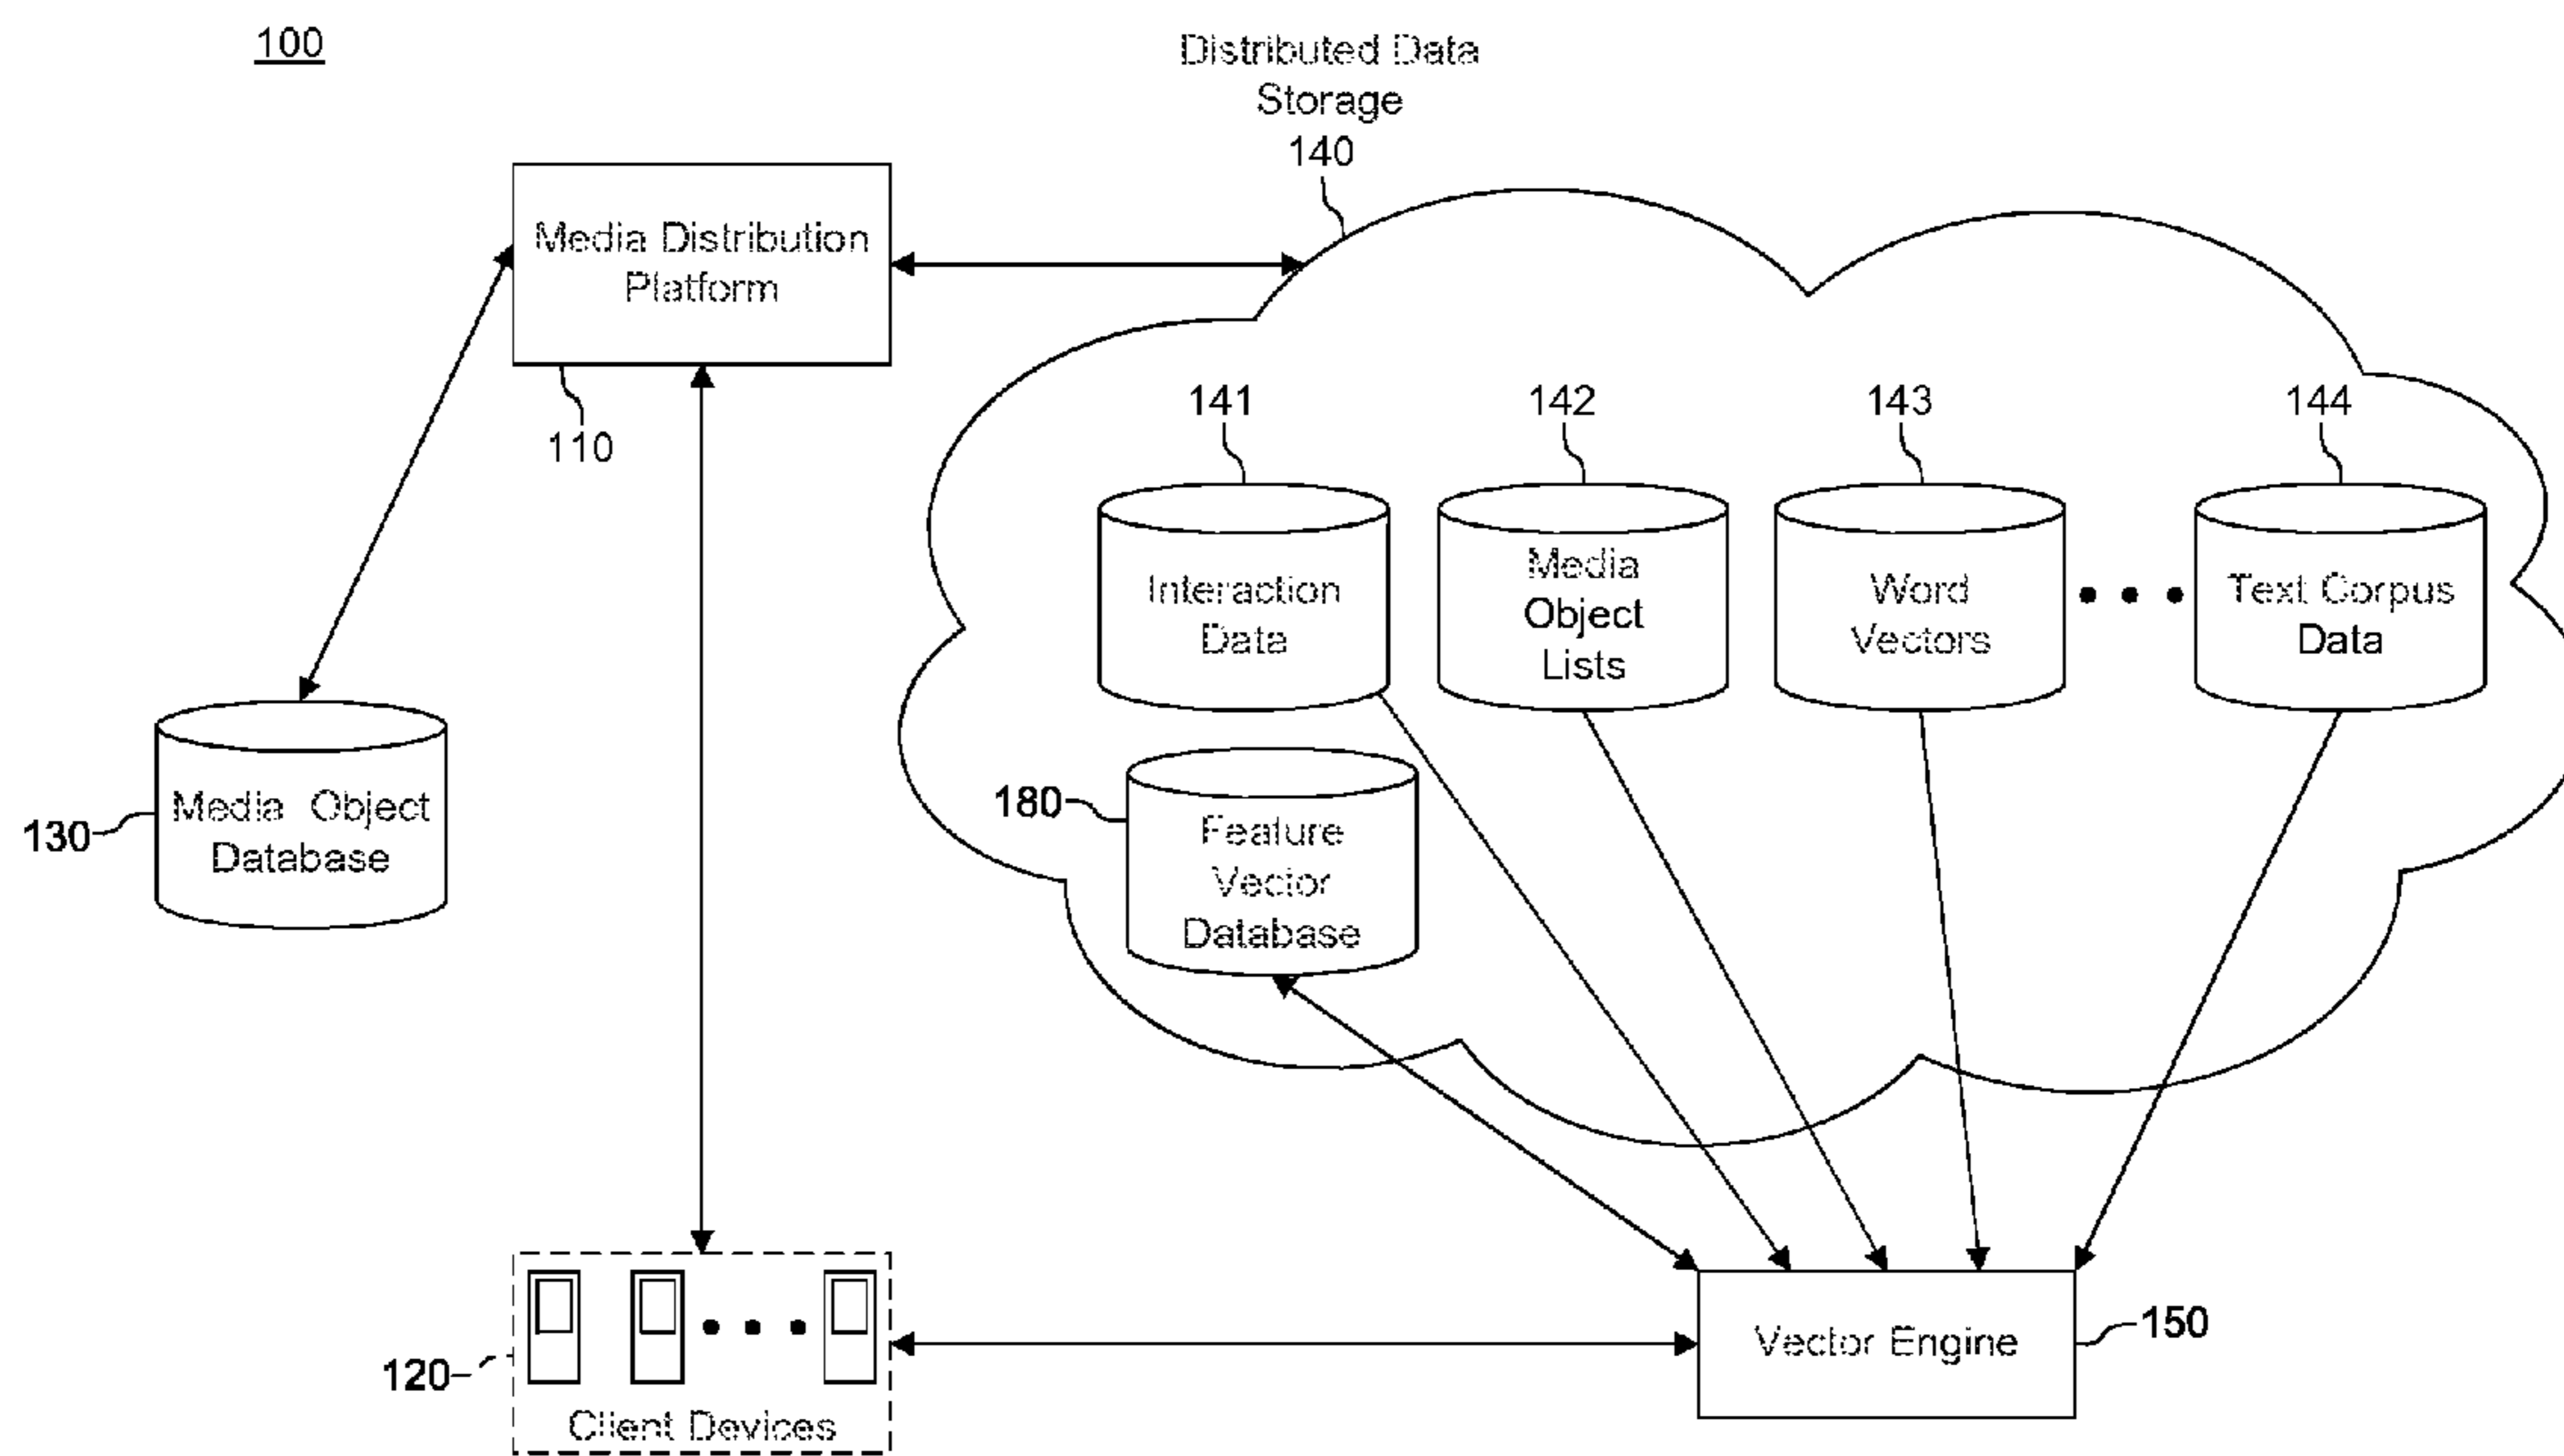 100
Distributed Data
Storage
140
Media Distribution
Platform
110
141
142
143
144
Interaction
Data
Media
Object
Lists
Word
Vectors
Text Corpus
Data
130
Media Object
Database
180
Feature
Vector
Database
120
Client Devices
Vector Engine
150